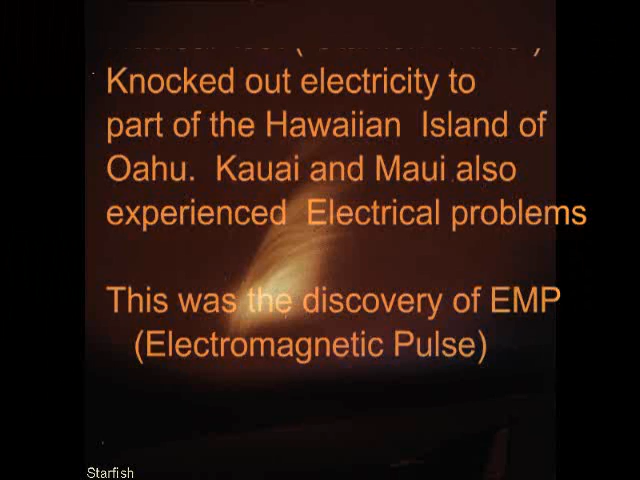 Knocked out electricity to
part of the Hawaiian Island of
Oahu. Kauai and Maui also
experienced Electrical problems
This was the discovery of EMP
(Electromagnetic Pulse)
Starfish